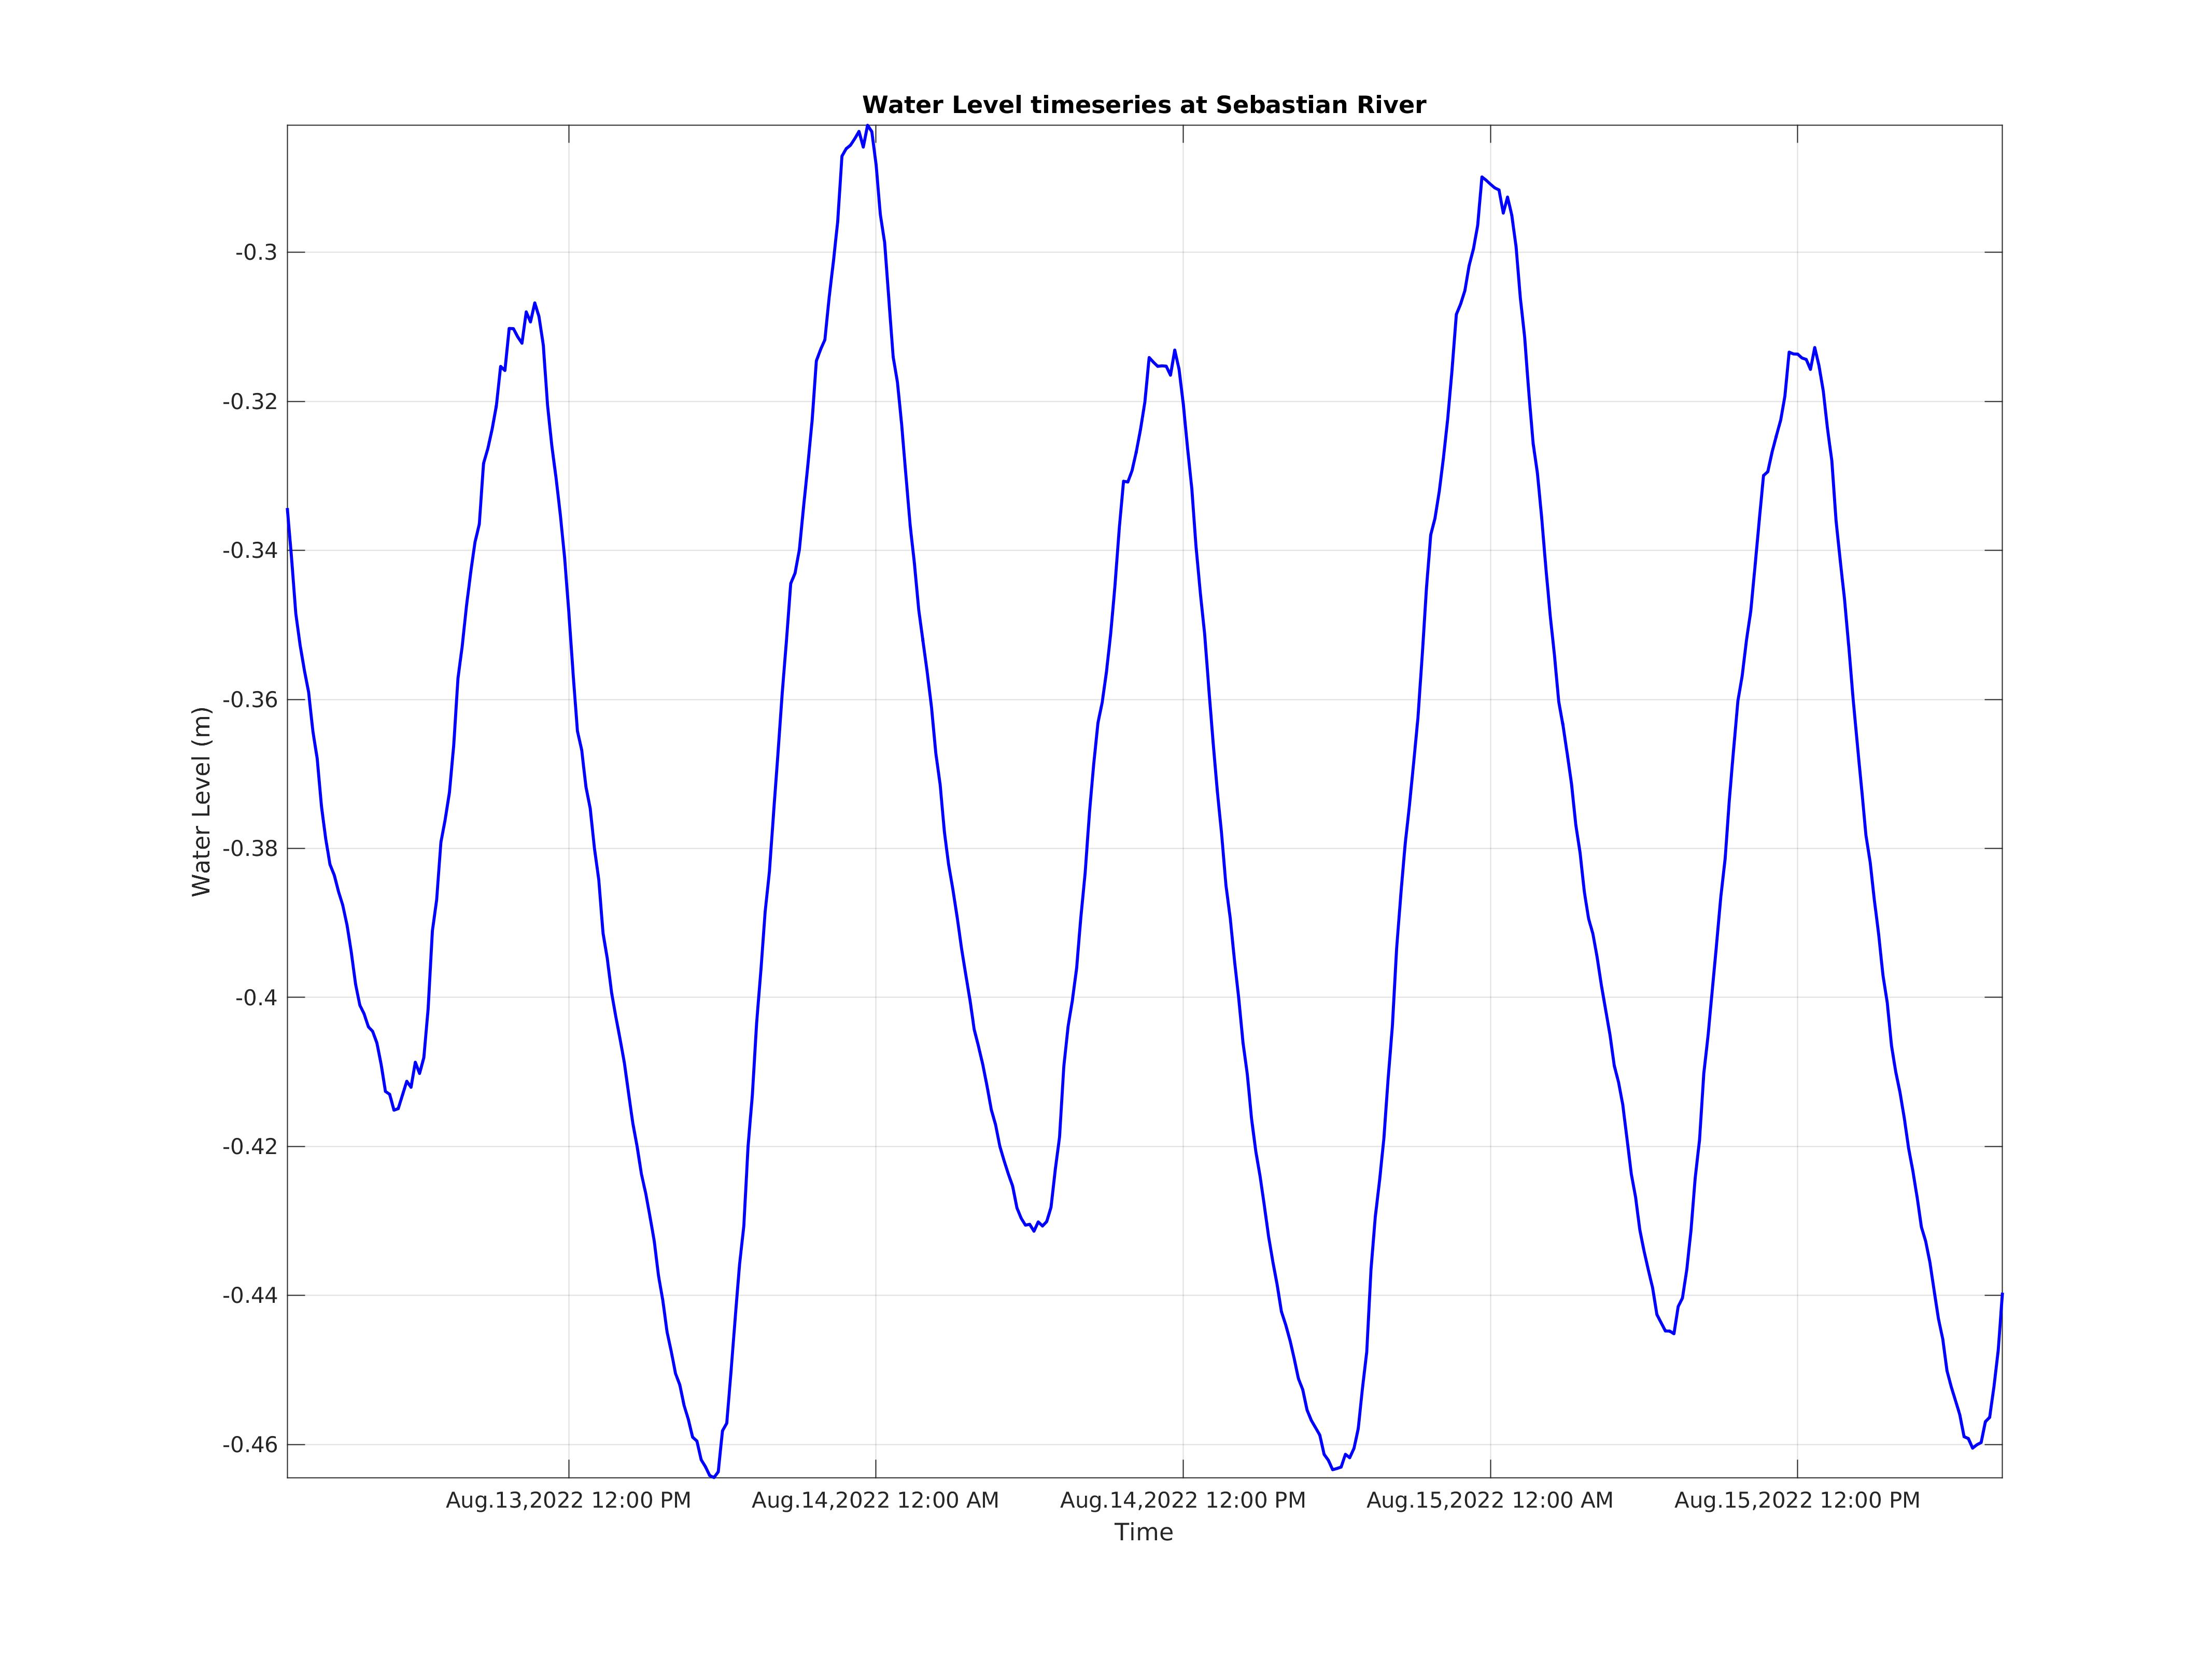 Water Level timeseries at Sebastian River
-0.3
-0.32
-0.34
-0.36
-0.38
-0.4
-0.42
-0.44
-0.46
Water Level (m)
Aug.13,2022 12:00 PM
Aug.14,2022 12:00 AM
Aug.14,2022 12:00 PM
Aug.15,2022 12:00 AM
Aug.15,2022 12:00 PM
Time